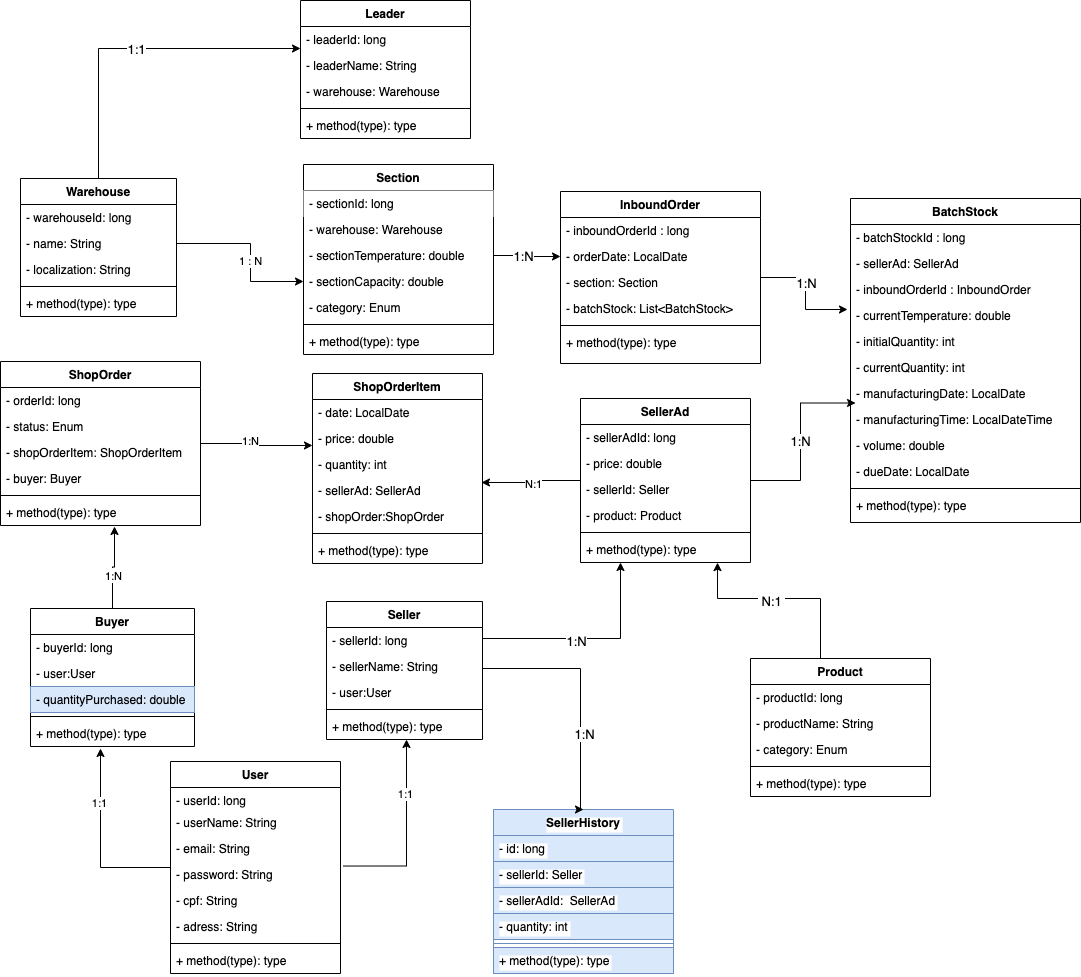 Leader
- leaderId: long
- leaderName: String
- warehouse: Warehouse
+ method(type): type
1:1
Warehouse
- warehouseId: long
- name: String
- localization: String
+ method(type): type
1 : N
Section
- sectionId: long
- warehouse: Warehouse
- sectionTemperature: double
- sectionCapacity: double
- category: Enum
+ method(type): type
1:N
InboundOrder
- inboundOrderId : long
- orderDate: LocalDate
- section: Section
- batchStock: List<BatchStock>
+ method(type): type
1:N
BatchStock
- batchStockId : long
- sellerAd: SellerAd
- inboundOrderId : InboundOrder
- currentTemperature: double
- initialQuantity: int
- currentQuantity: int
- manufacturingDate: LocalDate
- manufacturingTime: LocalDateTime
- volume: double
- dueDate: LocalDate
+ method(type): type
ShopOrder
- orderId: long
- status: Enum
- shopOrderItem: ShopOrderItem
- buyer: Buyer
+ method(type): type
1:N
ShopOrderItem
- date: LocalDate
- price: double
- quantity: int
- sellerAd: SellerAd
- shopOrder:ShopOrder
+ method(type): type
N:1
SellerAd
- sellerAdId: long
- price: double
- sellerId: Seller
- product: Product
+ method(type): type
1:N
1:N
Buyer
- buyerId: long
- user:User
- quantityPurchased: double
+ method(type): type
Seller
- sellerId: long
- sellerName: String
- user:User
+ method(type): type
1:N
N:1
1:N
Product
- productId: long
- productName: String
- category: Enum
+ method(type): type
1:1
User
- userId: long
- userName: String
- email: String
- password: String
- cpf: String
- adress: String
+ method(type): type
1:1
SellerHistory
- id: long
- sellerId: Seller
- sellerAdId:  SellerAd
- quantity: int
+ method(type): type